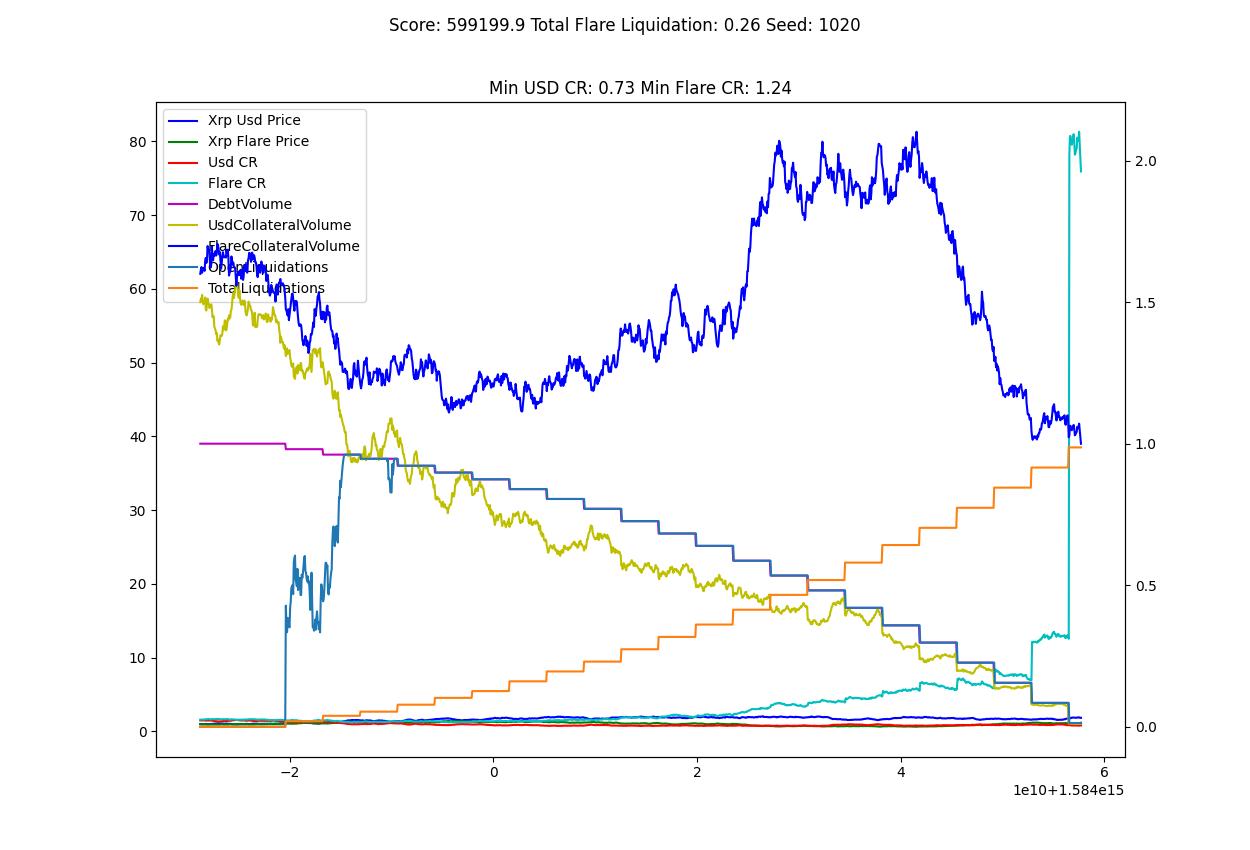 Score: 599199.9 Total Flare Liquidation: 0.26 Seed: 1020
Min USD CR: 0.73 Min Flare CR: 1.24
Xrp Usd Price
Xrp Flare Price
Usd CR
Flare CR
DebtVolume
UsdCollateralVolume
FlareCollateralVolume
OpenLiquidations
TotalLiquidations
80
70
60
50
40
30
20
10
0
2.0
1.5
1.0
0.5
0.0
−2
0
2
4
6
1e10+1.584e15